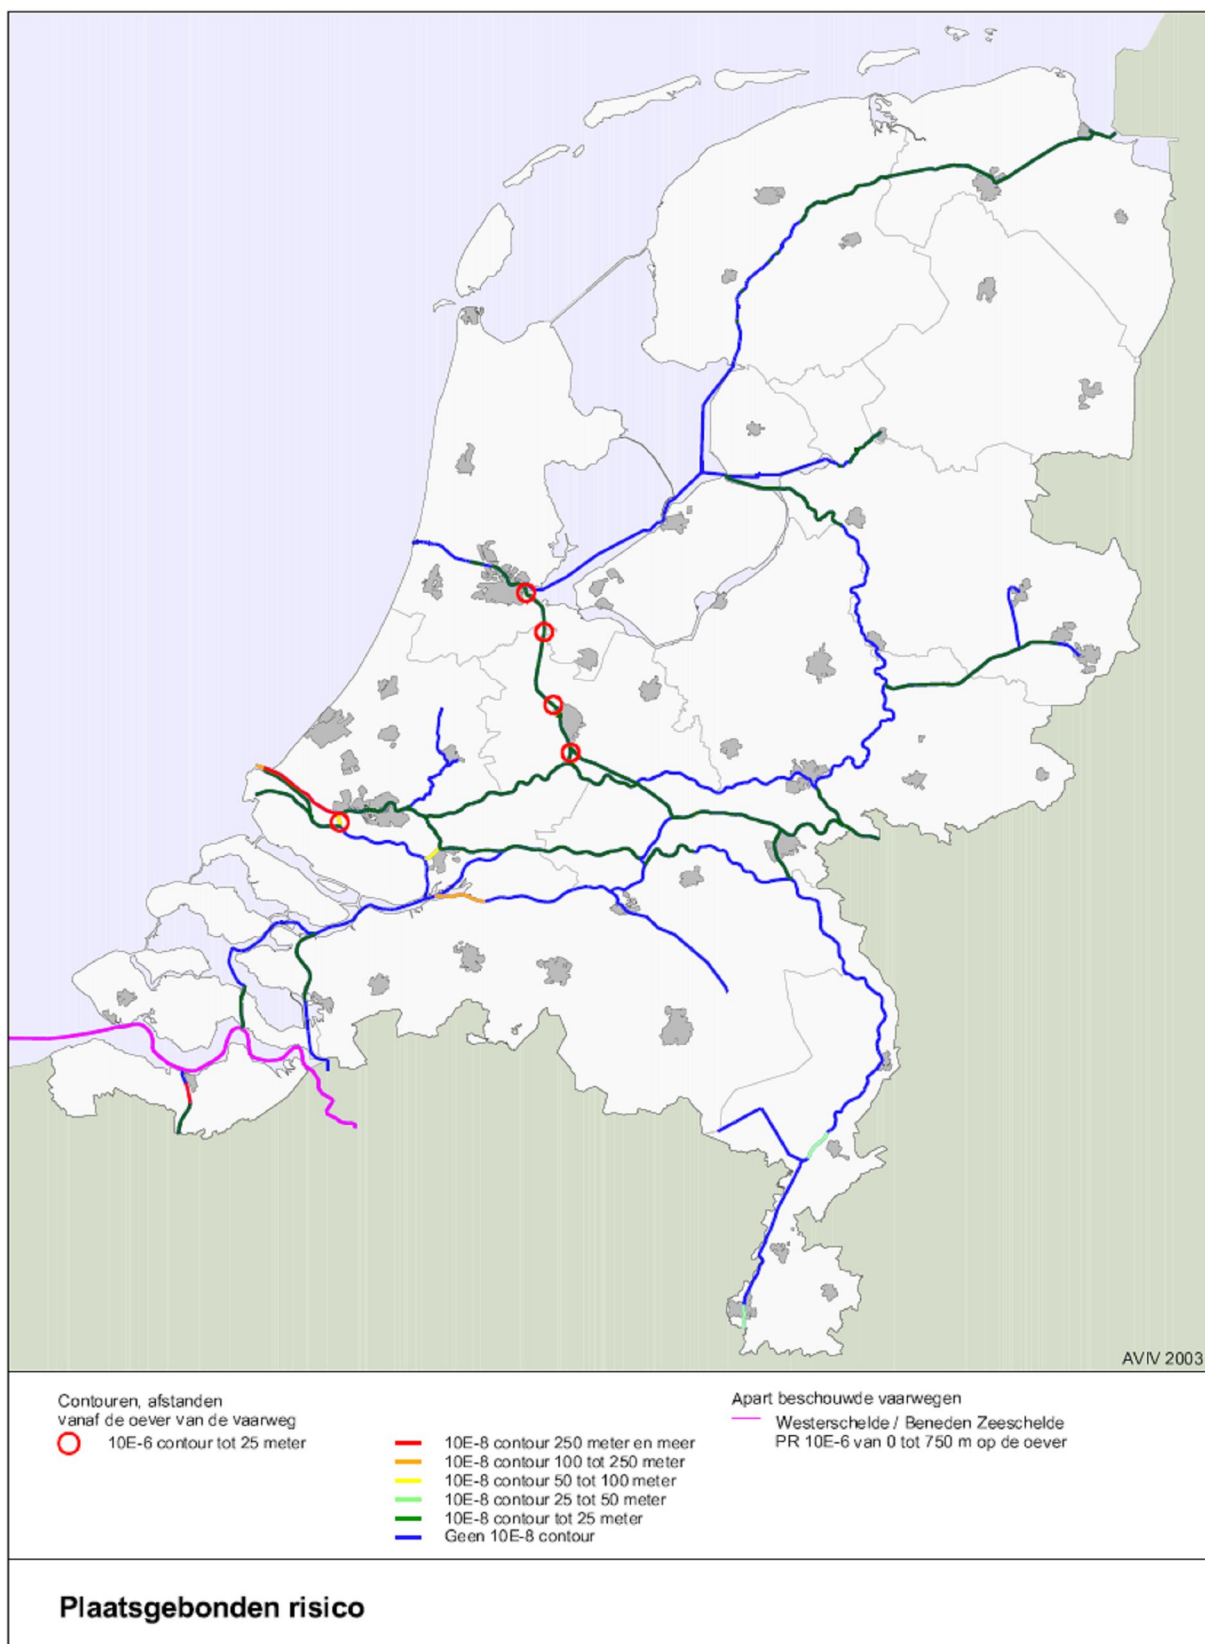 AVIV 2003
Contouren, afstanden
vanaf de oever van de vaarweg
10E-6 contour tot 25 meter
10E-8 contour 250 meter en meer
10E-8 contour 100 tot 250 meter
10E-8 contour 50 tot 100 meter
10E-8 contour 25 tot 50 meter
10E-8 contour tot 25 meter
Geen 10E-8 contour
Apart beschouwde vaarwegen
Westerschelde / Beneden Zeeschelde
PR 10E-6 van 0 tot 750 m op de oever
Plaatsgebonden risico